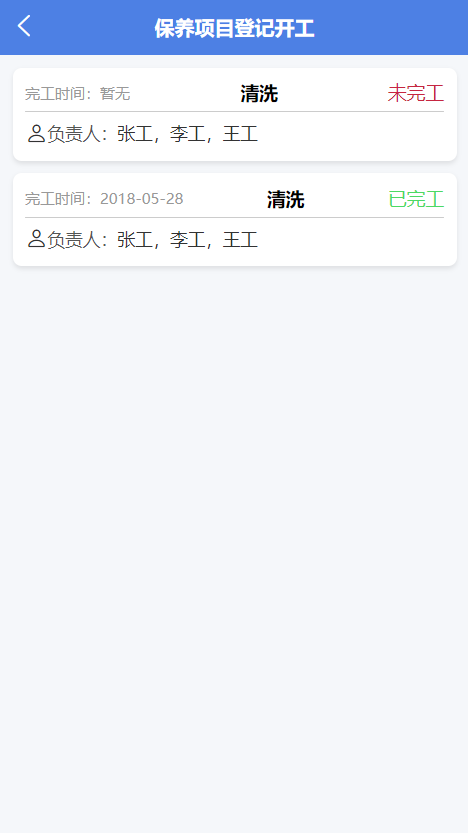 保养项目登记开工
完工时间：暂无 清洗 未完工
负责人：张工，李工，王工
完工时间：2018-05-28 清洗 已完工
负责人：张工，李工，王工